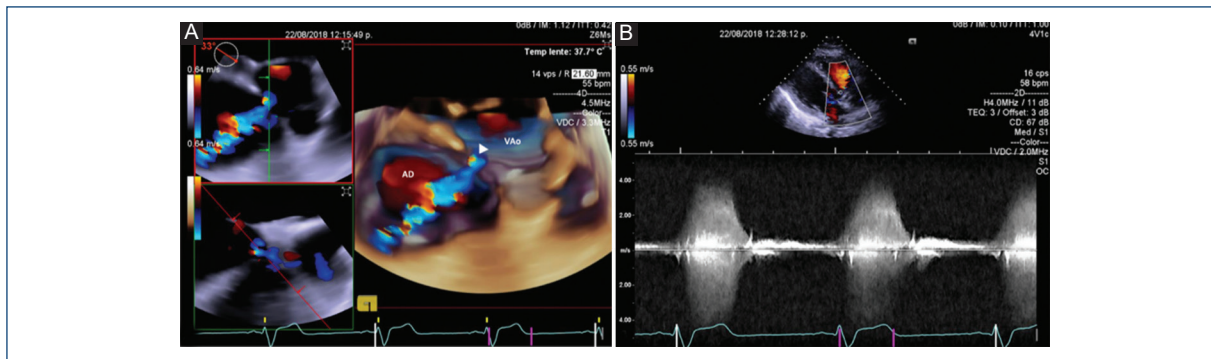 A
0dB / IM: 1.12 / ITT: 0.42
Z6Ms
22/08/2018 12:15:49 p.
33°
Temp lente: 37.7° C
0.64 m/s
14 vps / R 21.60 mm
55 bpm
4D
4.5MHz
Color
VDC / 3.3MHz
0.64 m/s
VAo
AD
B
0dB / IM: 0.10 / ITT: 1.00
4V1c
22/08/2018 12:28:12 p.
0.55 m/s
16 cps
58 bpm
2D
H4.0MHz / 11 dB
TEQ: 3 / Offset: 3 dB
CD: 67 dB
Med / S1
Color
VDC / 2.0MHz
S1
OC
0.55 m/s
4.00
2.00
m/s
2.00
4.00